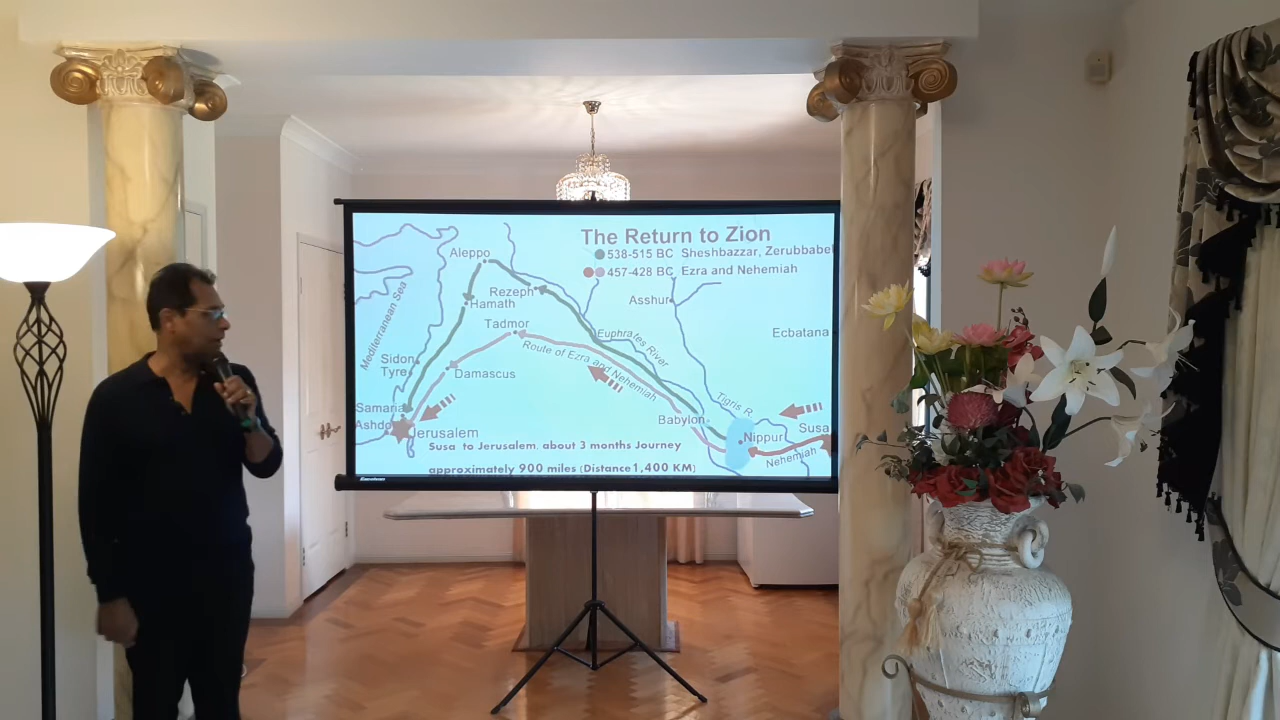 The Return to Zion
538-515 BC Sheshbazzar, Zerubbabel
457-428 BC Ezra and Nehemiah
Aleppo
Rezeph
Hamath
Asshur
Mediterranean Sea
Tadmor
Euphrates River
Ecbatana
Route of Ezra and Nehemiah
Sidon
Tyre
Damascus
Tigris R.
Samaria
Ashdo
Jerusalem
Babylon
Nippur
Susa
Nehemiah
Susa to Jerusalem. about 3 months Journey
approximately 900 miles (Distance 1,400 KM)